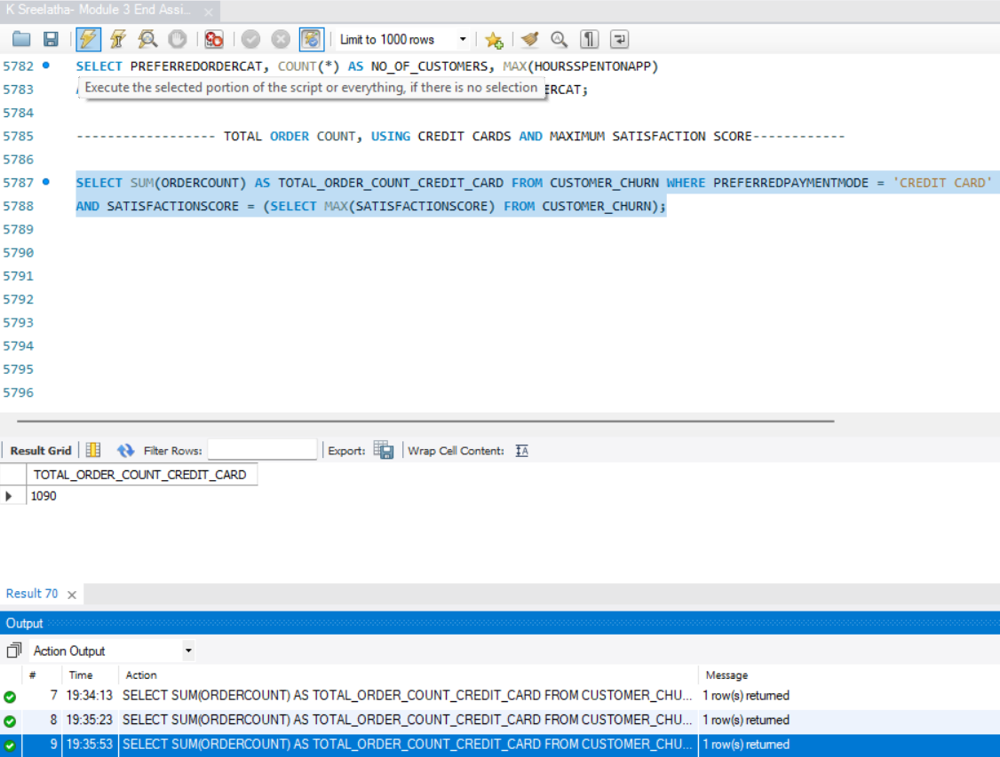 K Sreelatha- Module 3 End Assi...
Limit to 1000 rows
5782 SELECT PREFERREDORDERCAT, COUNT(*) AS NO_OF_CUSTOMERS, MAX(HOURSSPENTONAPP)
5783 Execute the selected portion of the script or everything, if there is no selection ERCAT;
5784
5785 ------------------ TOTAL ORDER COUNT, USING CREDIT CARDS AND MAXIMUM SATISFACTION SCORE------------
5786
5787 SELECT SUM(ORDERCOUNT) AS TOTAL_ORDER_COUNT_CREDIT_CARD FROM CUSTOMER_CHURN WHERE PREFERREDPAYMENTMODE = 'CREDIT CARD'
5788 AND SATISFACTIONSCORE = (SELECT MAX(SATISFACTIONSCORE) FROM CUSTOMER_CHURN);
5789
5790
5791
5792
5793
5794
5795
5796
Result Grid Filter Rows: Export: Wrap Cell Content: IA
TOTAL_ORDER_COUNT_CREDIT_CARD
1090
Result 70
Output
Action Output
# Time Action Message
7 19:34:13 SELECT SUM(ORDERCOUNT) AS TOTAL_ORDER_COUNT_CREDIT_CARD FROM CUSTOMER_CHU... 1 row(s) returned
8 19:35:23 SELECT SUM(ORDERCOUNT) AS TOTAL_ORDER_COUNT_CREDIT_CARD FROM CUSTOMER_CHU... 1 row(s) returned
9 19:35:53 SELECT SUM(ORDERCOUNT) AS TOTAL_ORDER_COUNT_CREDIT_CARD FROM CUSTOMER_CHU... 1 row(s) returned